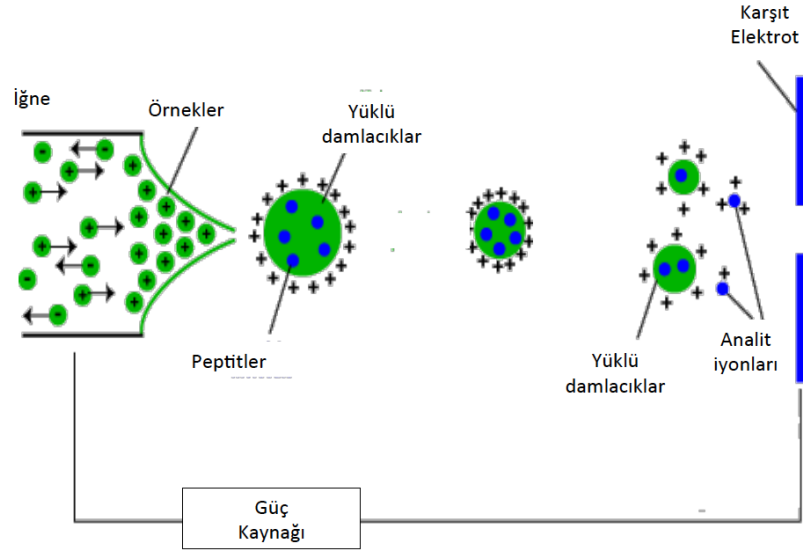 Karşıt
Elektrot
İğne
Örnekler
Yüklü
damlacıklar
Peptitler
Yüklü
damlacıklar
Analit
iyonları
Güç
Kaynağı